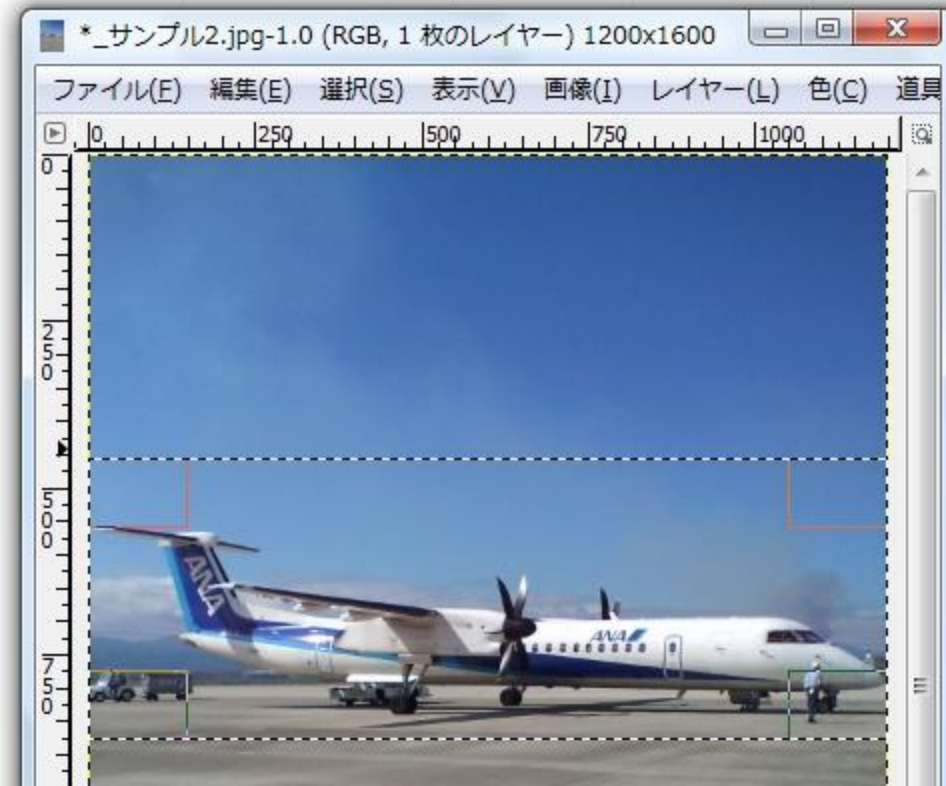 *_サンプル2.jpg-1.0 (RGB, 1 枚のレイヤー) 1200x1600
ファイル(F) 編集(E) 選択(S) 表示(V) 画像(I) レイヤー(L) 色(C) 道具
0 250 500 750 1000
0
250
500
750
ANA
ANA